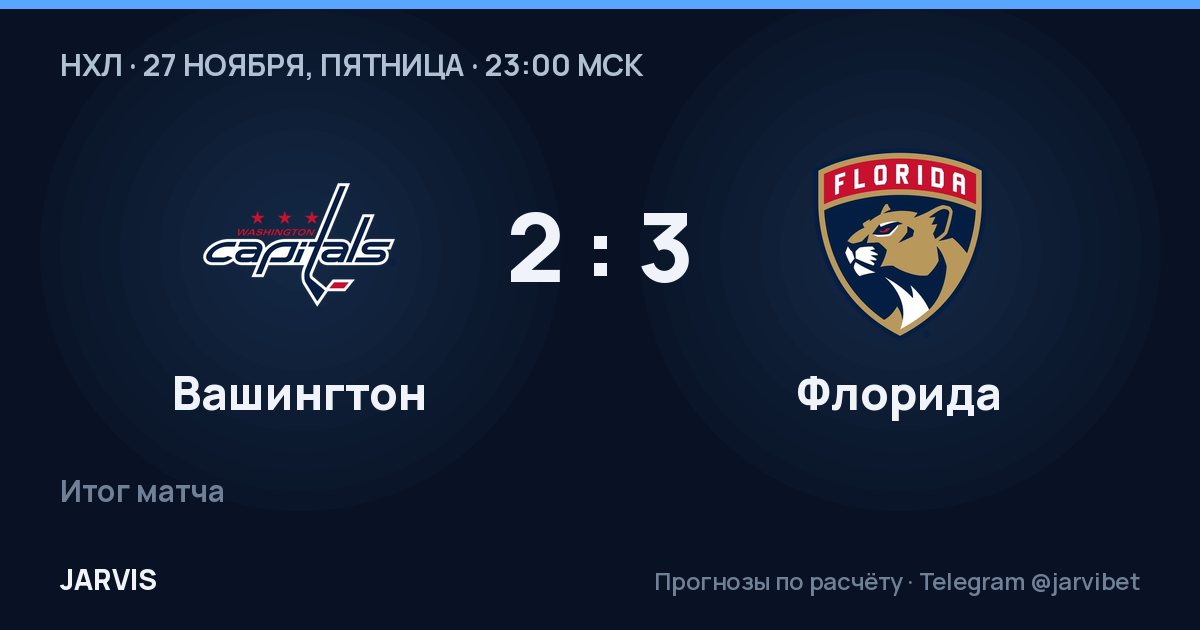 НХЛ · 27 НОЯБРЯ, ПЯТНИЦА · 23:00 МСК
WASHINGTON
capitals
FLORIDA
2 : 3
Вашингтон
Флорида
Итог матча
JARVIS
Прогнозы по расчёту · Telegram @jarvibet